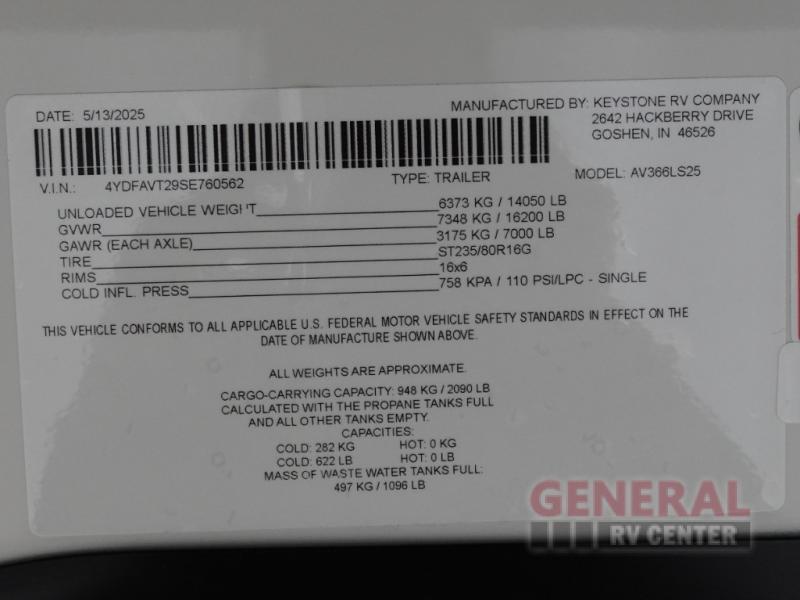 DATE: 5/13/2025
MANUFACTURED BY: KEYSTONE RV COMPANY
2642 HACKBERRY DRIVE
GOSHEN, IN 46526
V.I.N.: 4YDFAVT29SE760562 TYPE: TRAILER MODEL: AV366LS25
UNLOADED VEHICLE WEIGHT 6373 KG / 14050 LB
GVWR 7348 KG / 16200 LB
GAWR (EACH AXLE) 3175 KG / 7000 LB
TIRE ST235/80R16G
RIMS 16x6
COLD INFL. PRESS 758 KPA / 110 PSI/LPC - SINGLE
THIS VEHICLE CONFORMS TO ALL APPLICABLE U.S. FEDERAL MOTOR VEHICLE SAFETY STANDARDS IN EFFECT ON THE
DATE OF MANUFACTURE SHOWN ABOVE.
ALL WEIGHTS ARE APPROXIMATE.
CARGO-CARRYING CAPACITY: 948 KG / 2090 LB
CALCULATED WITH THE PROPANE TANKS FULL
AND ALL OTHER TANKS EMPTY.
CAPACITIES:
COLD: 282 KG HOT: 0 KG
COLD: 622 LB HOT: 0 LB
MASS OF WASTE WATER TANKS FULL:
497 KG / 1096 LB
GENERAL
RV CENTER